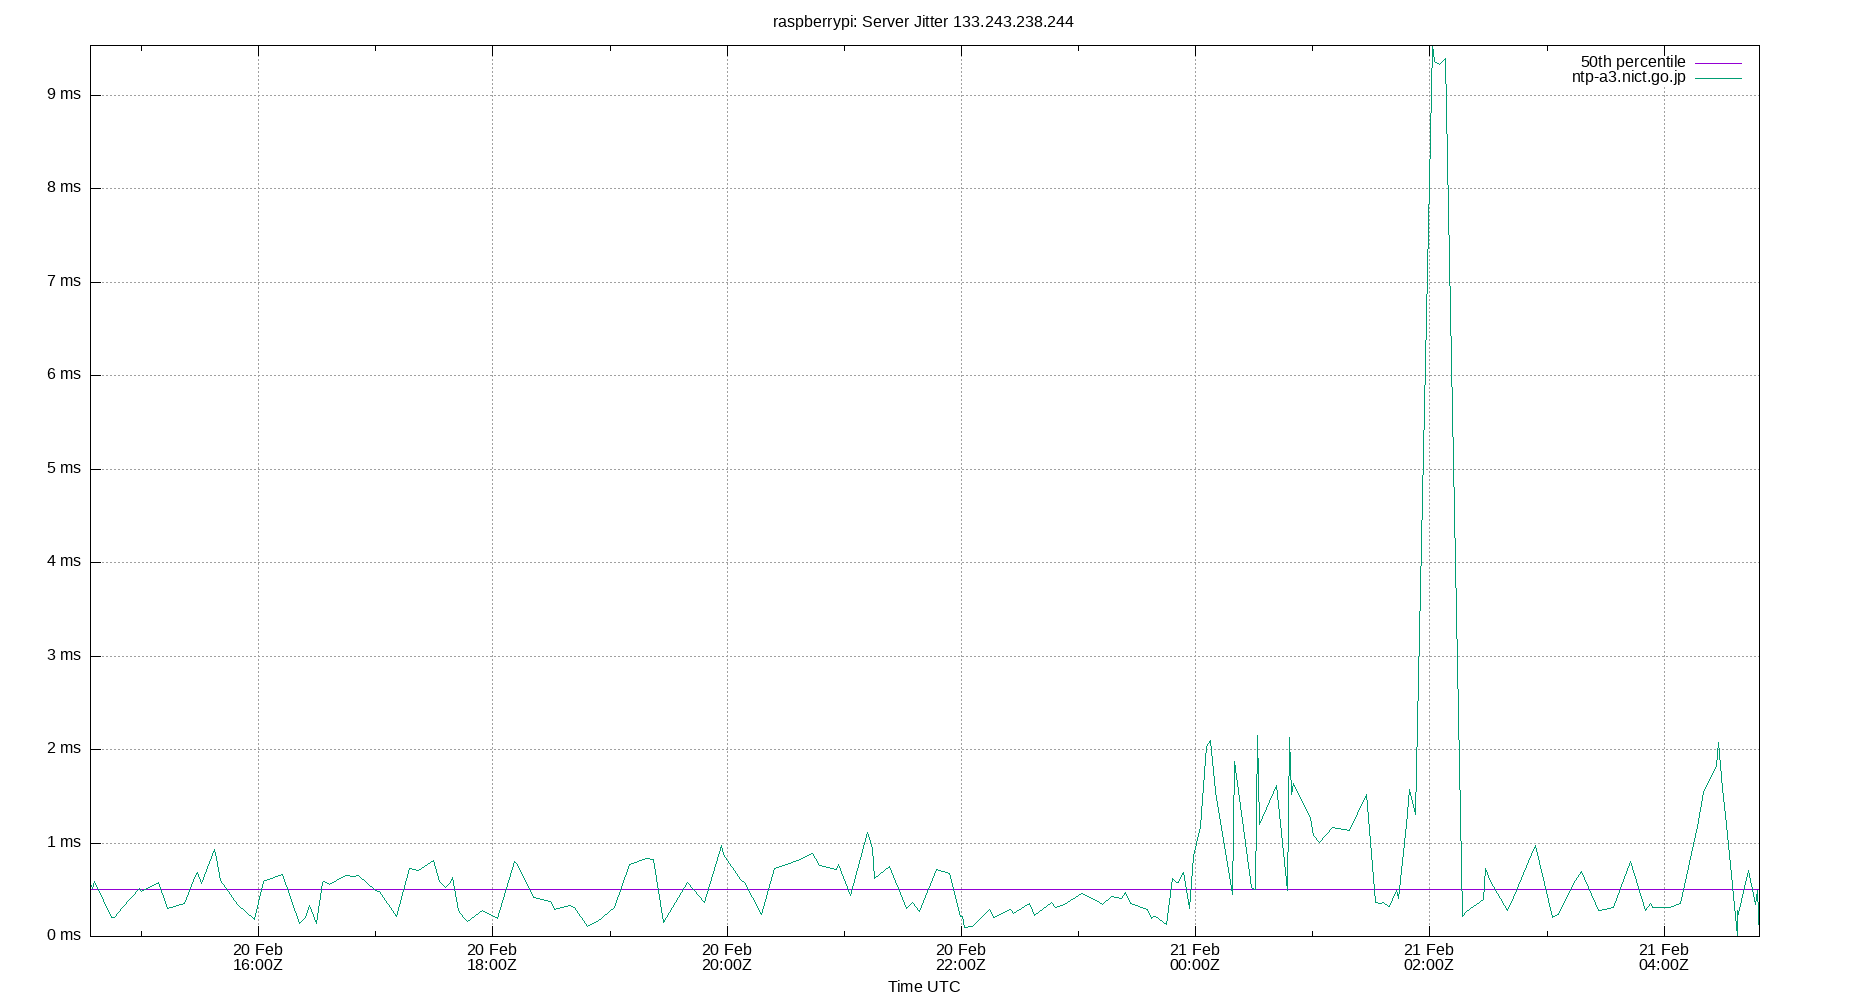 raspberrypi: Server Jitter 133.243.238.244
50th percentile
ntp-a3.nict.go.jp
9 ms
8 ms
7 ms
6 ms
5 ms
4 ms
3 ms
2 ms
1 ms
0 ms
20 Feb 20 Feb 20 Feb 20 Feb 21 Feb 21 Feb 21 Feb
16:00Z 18:00Z 20:00Z 22:00Z 00:00Z 02:00Z 04:00Z
Time UTC